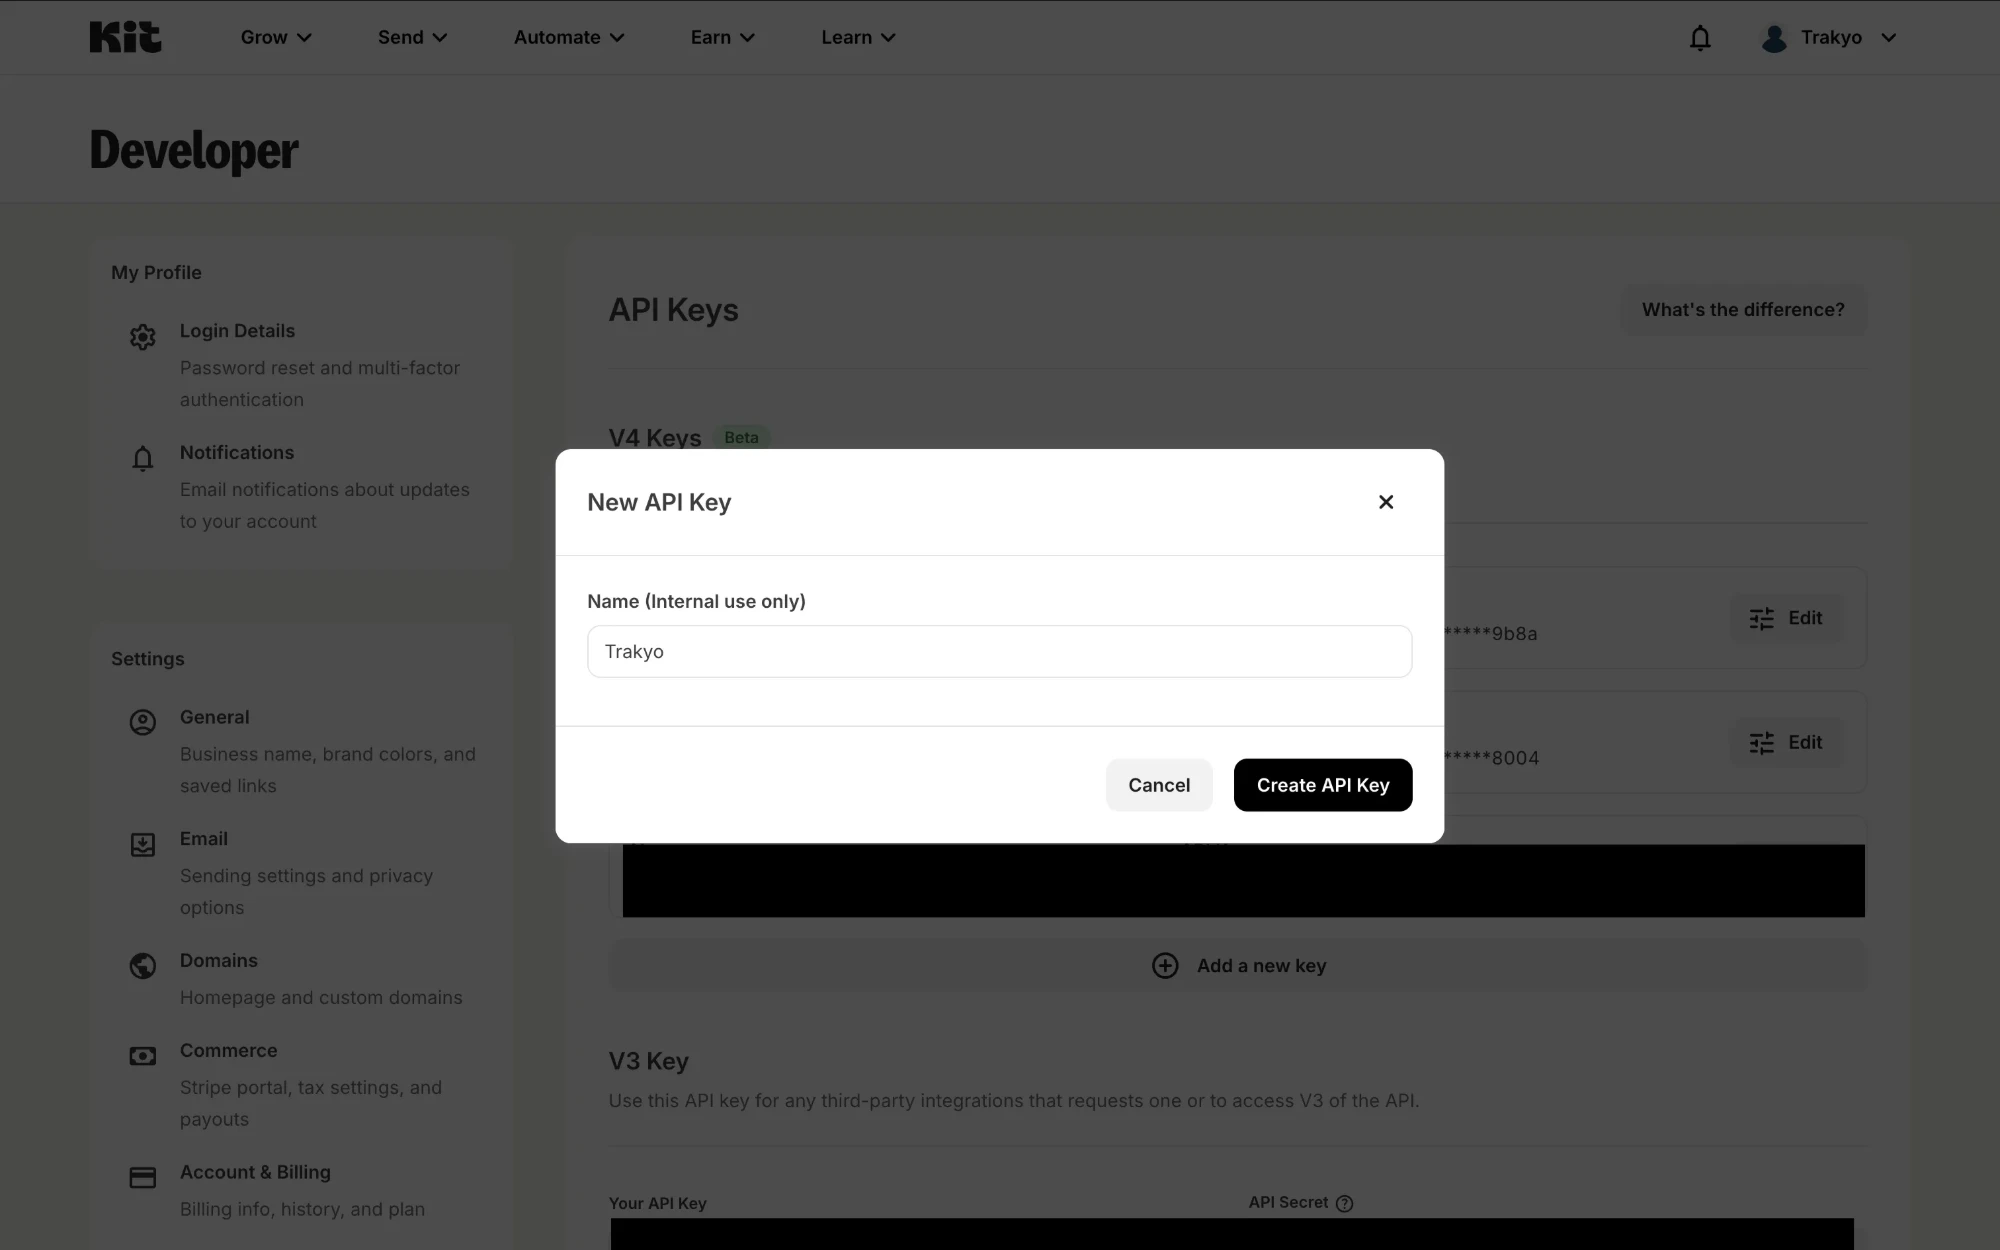 Kit
Grow
Send
Automate
Earn
Learn
Trakyo
Developer
My Profile
Login Details
Password reset and multi-factor
authentication
Notifications
Email notifications about updates
to your account
Settings
General
Business name, brand colors, and
saved links
Email
Sending settings and privacy
options
Domains
Homepage and custom domains
Commerce
Stripe portal, tax settings, and
payouts
Account & Billing
Billing info, history, and plan
API Keys
What's the difference?
V4 Keys Beta
New API Key
Name (Internal use only)
Trakyo
Cancel
Create API Key
*****9b8a
Edit
*****8004
Edit
Add a new key
V3 Key
Use this API key for any third-party integrations that requests one or to access V3 of the API.
Your API Key
API Secret